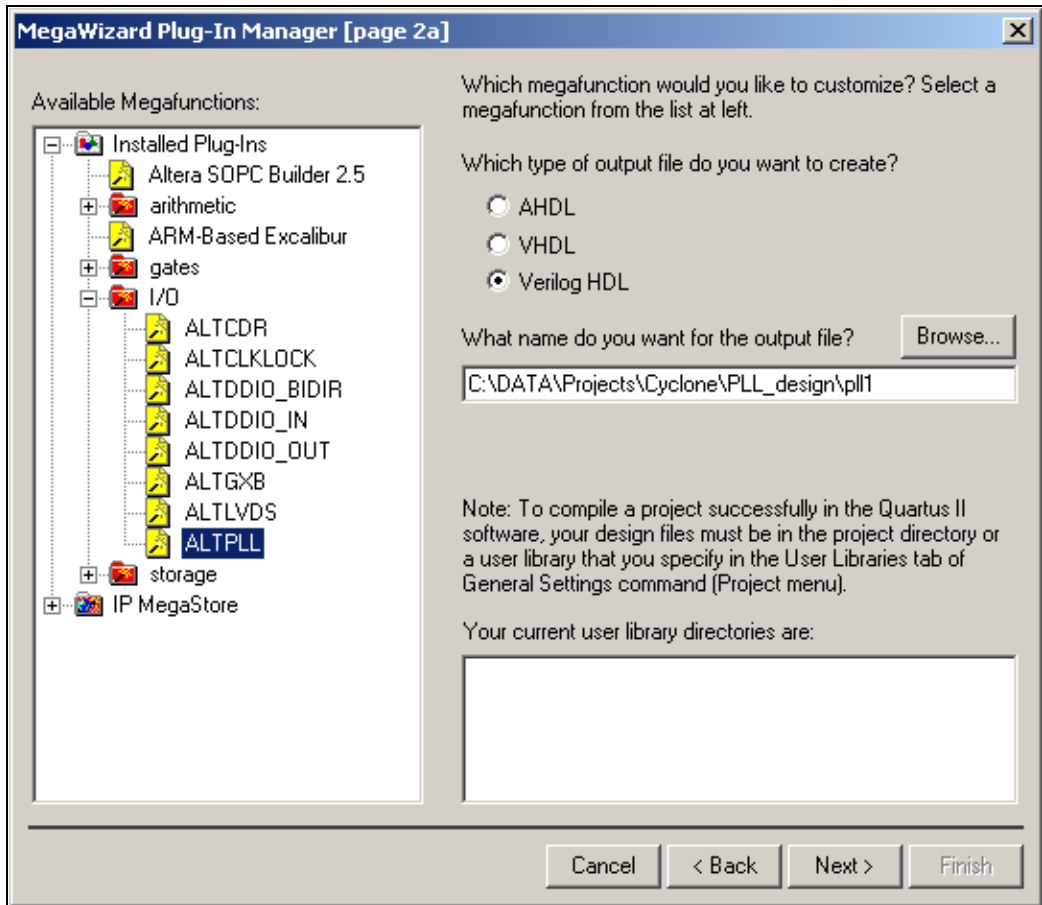 MegaWizard Plug-In Manager [page 2a]
Available Megafunctions:
Installed Plug-Ins
Altera SOPC Builder 2.5
arithmetic
ARM-Based Excalibur
gates
I/O
ALTCDR
ALTCLKLOCK
ALTDDIO_BIDIR
ALTDDIO_IN
ALTDDIO_OUT
ALTGXB
ALTLVDS
ALTPLL
storage
IP MegaStore
Which megafunction would you like to customize? Select a
megafunction from the list at left.
Which type of output file do you want to create?
AHDL
VHDL
Verilog HDL
What name do you want for the output file?
Browse...
C:\DATA\Projects\Cyclone\PLL_design\pll1
Note: To compile a project successfully in the Quartus II
software, your design files must be in the project directory or
a user library that you specify in the User Libraries tab of
General Settings command (Project menu).
Your current user library directories are:
Cancel
< Back
Next >
Finish